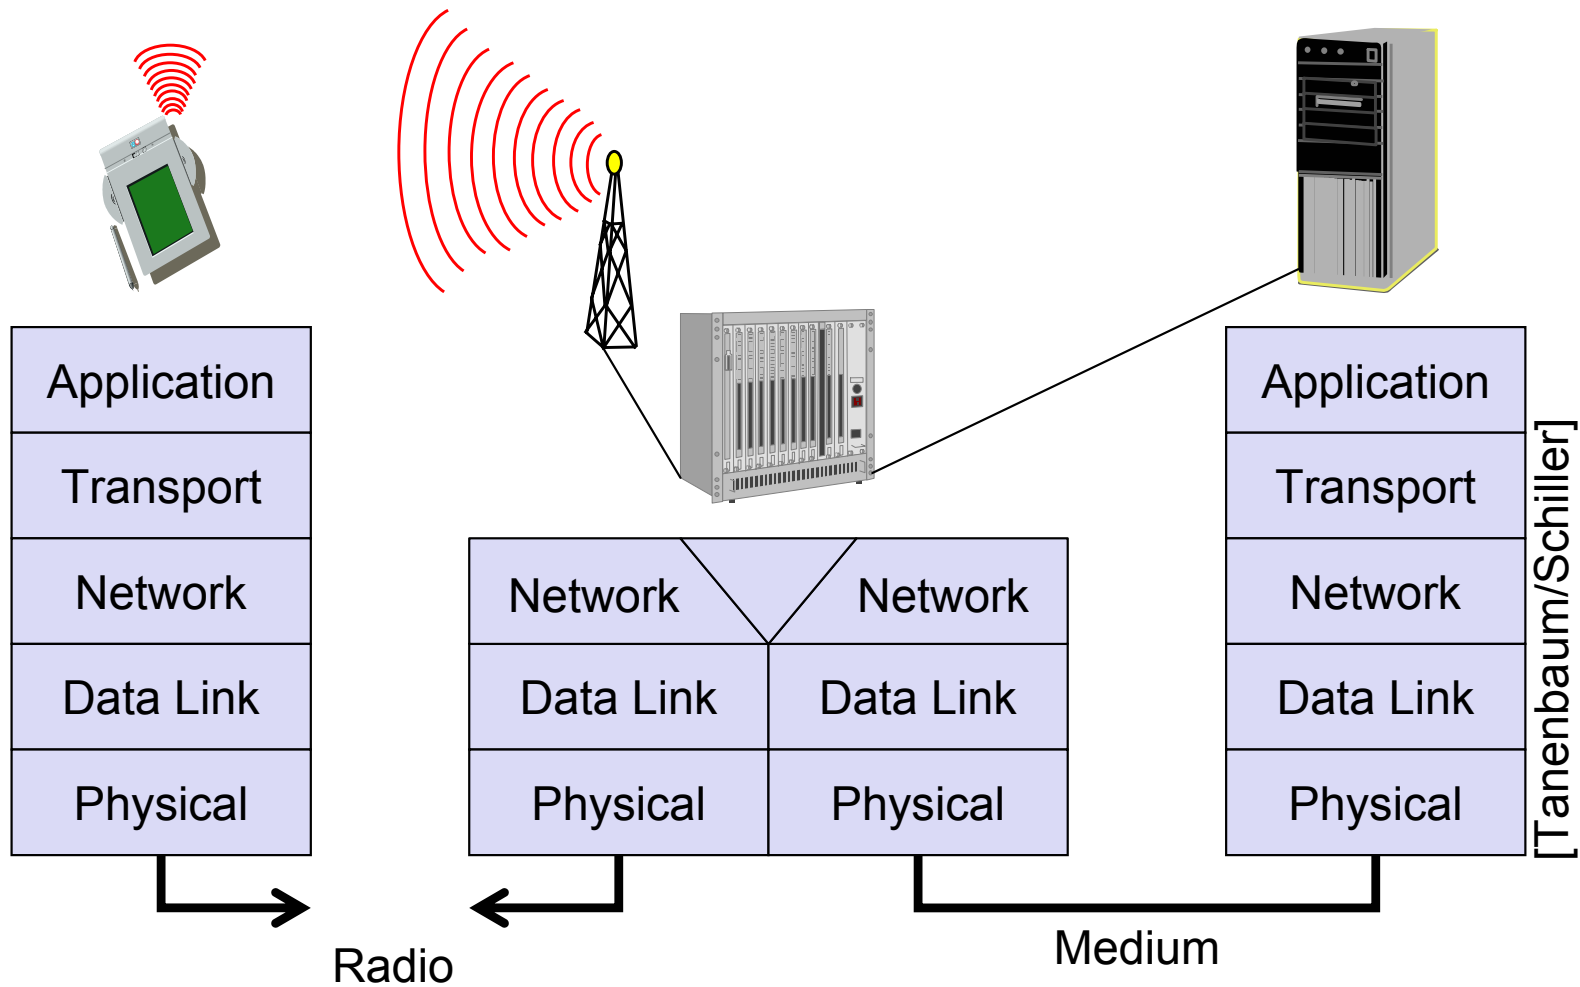 Application
Transport
Network
Data Link
Physical
Network
Network
Data Link
Data Link
Physical
Physical
Application
Transport
Network
Data Link
Physical
[Tanenbaum/Schiller]
Radio
Medium